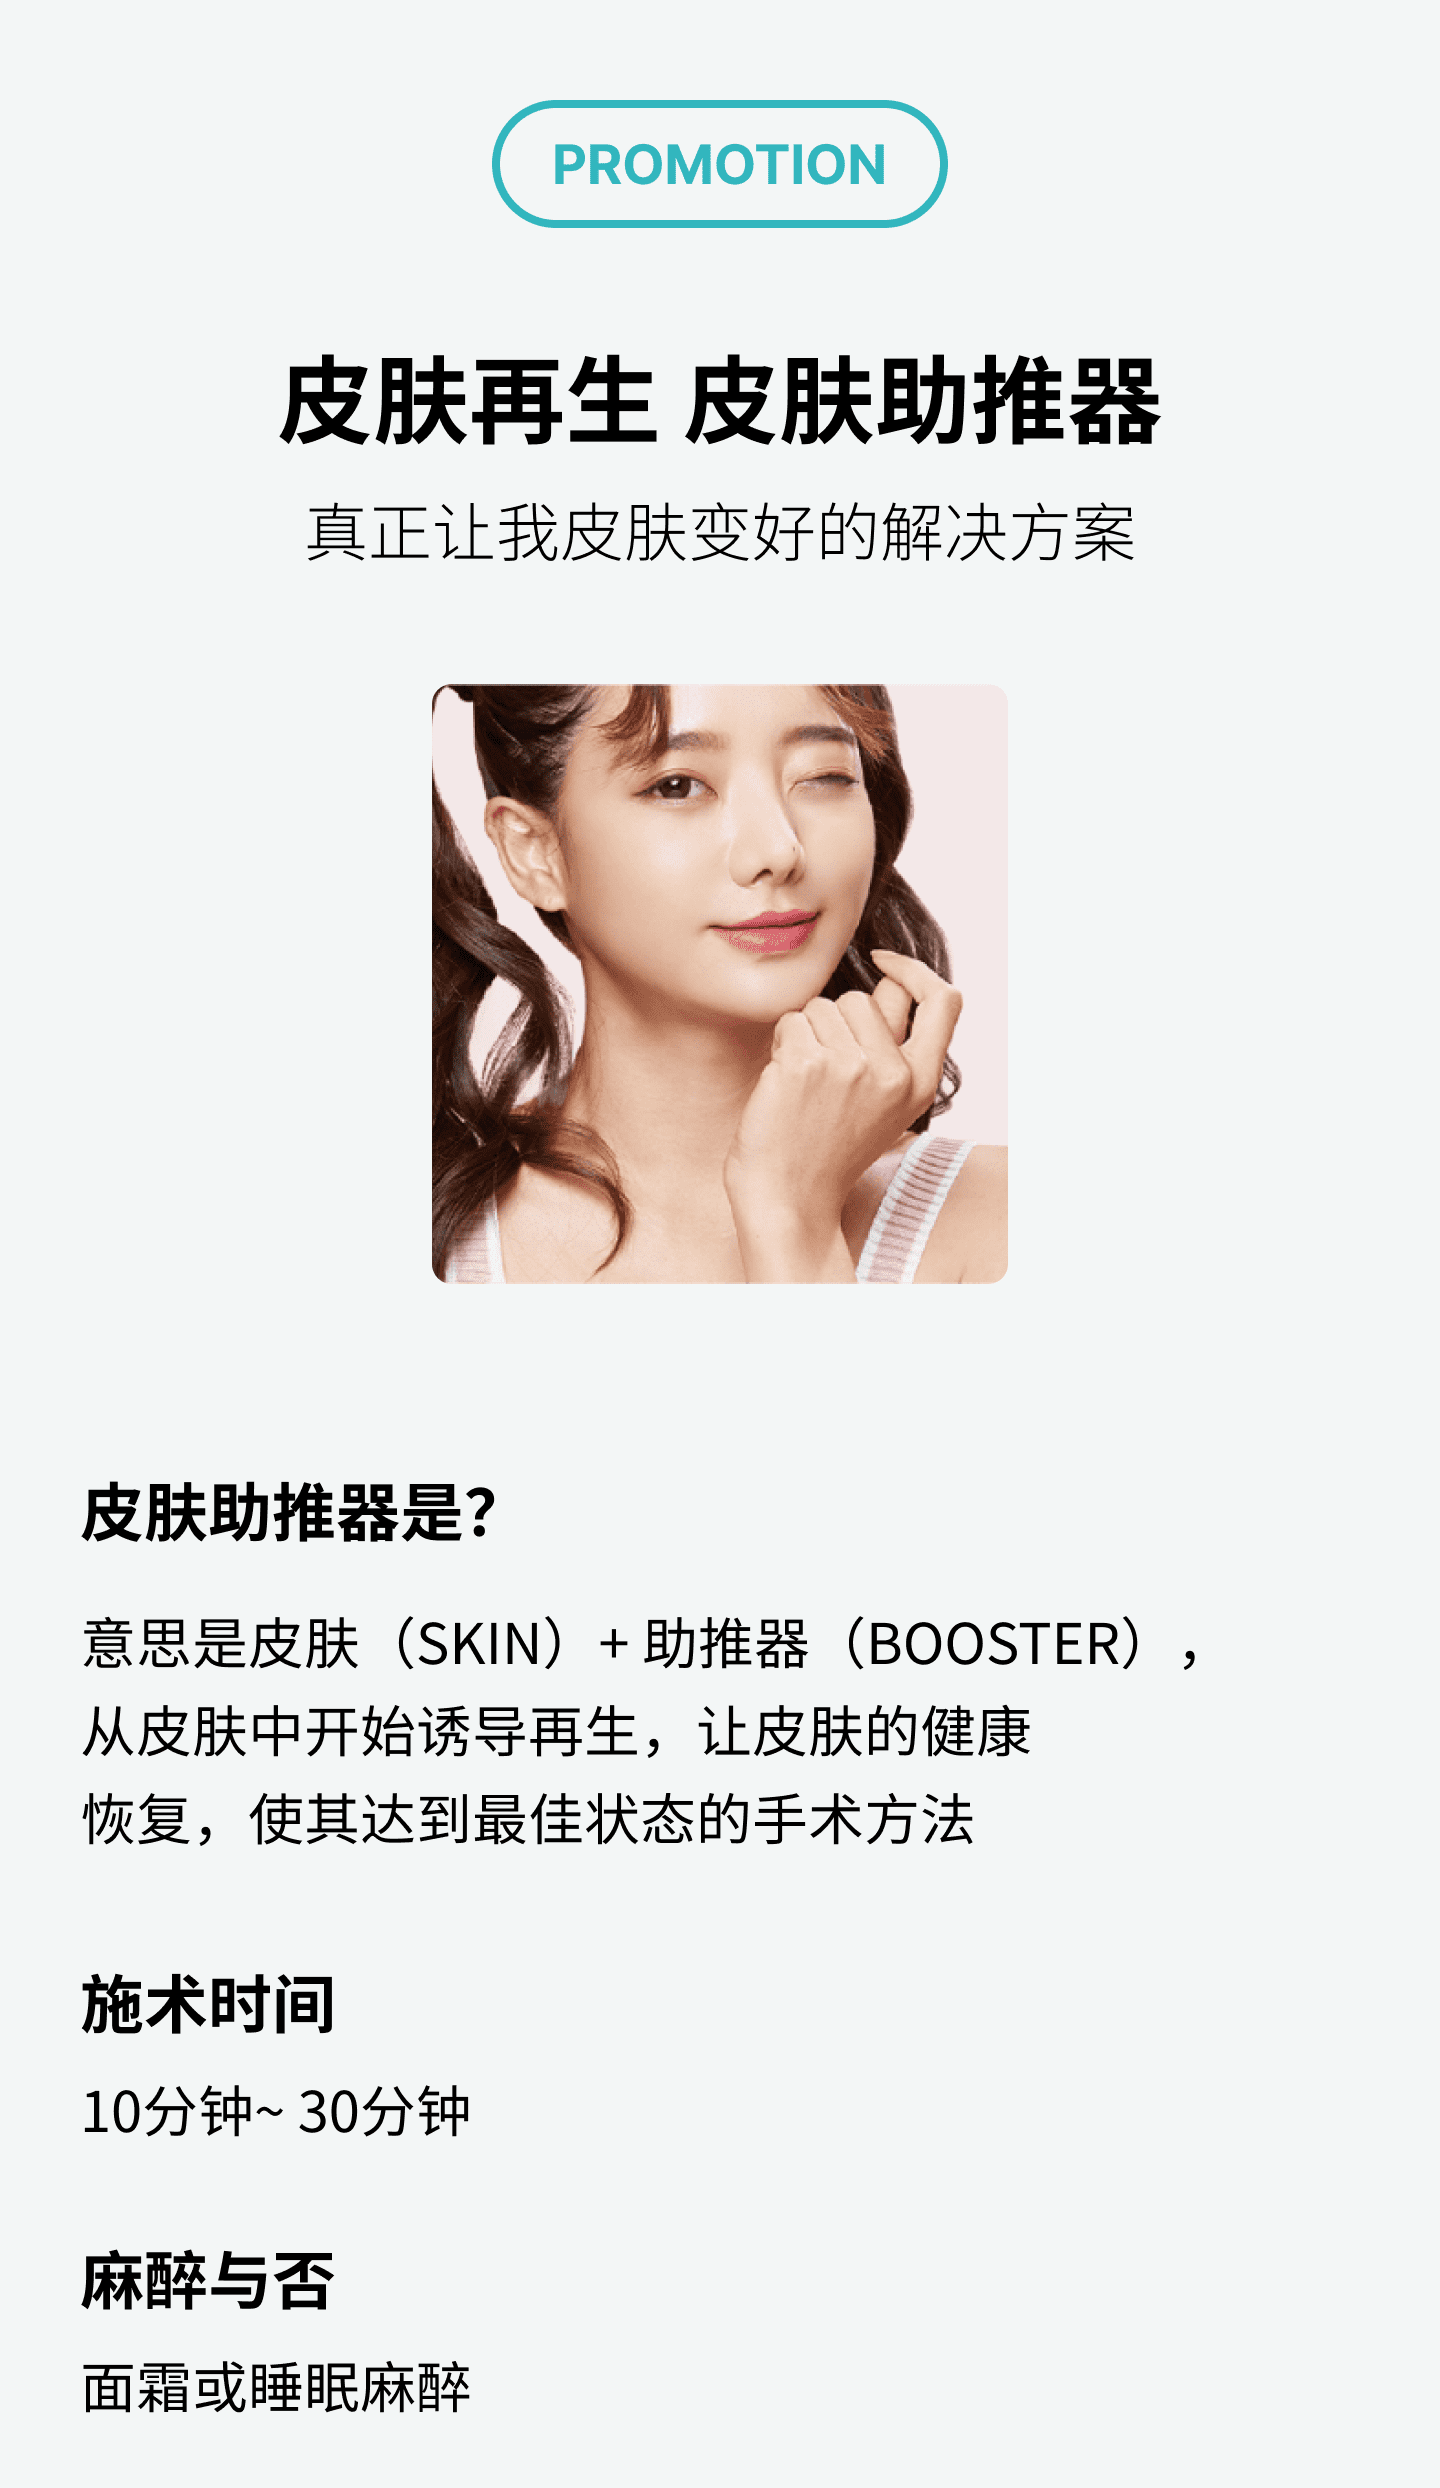 PROMOTION
皮肤再生 皮肤助推器
真正让我皮肤变好的解决方案
皮肤助推器是？
意思是皮肤（SKIN）+ 助推器（BOOSTER），
从皮肤中开始诱导再生，让皮肤的健康
恢复，使其达到最佳状态的手术方法
施术时间
10分钟~ 30分钟
麻醉与否
面霜或睡眠麻醉